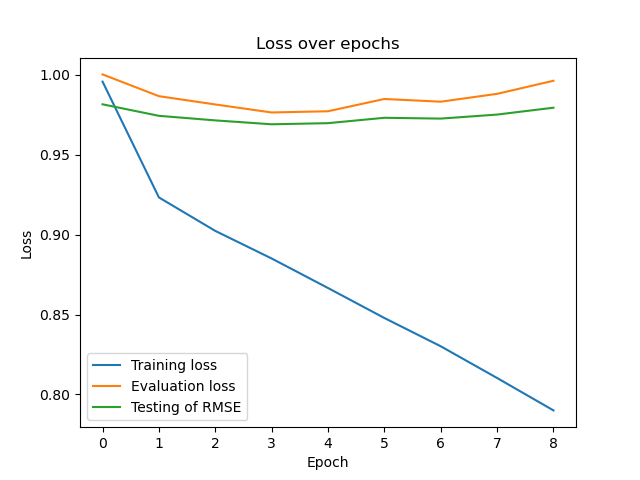 Loss over epochs
1.00
0.95
0.90
0.85
0.80
Loss
Training loss
Evaluation loss
Testing of RMSE
0 1 2 3 4 5 6 7 8
Epoch